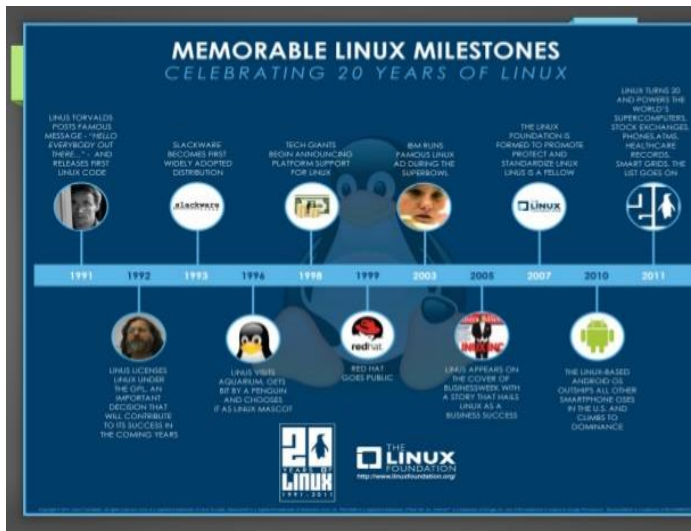 MEMORABLE LINUX MILESTONES
CELEBRATING 20 YEARS OF LINUX
LINUS TORVALDS
POSTS FAMOUS
MESSAGE - "HELLO
EVERYBODY OUT
THERE..." - AND
RELEASES FIRST
LINUX CODE
SLACKWARE
BECOMES FIRST
WIDELY ADOPTED
DISTRIBUTION
slackware
TECH GIANTS
BEGIN ANNOUNCING
PLATFORM SUPPORT
FOR LINUX
IBM RUNS
FAMOUS LINUX
AD DURING THE
SUPERBOWL
THE LINUX
FOUNDATION IS
FORMED TO PROMOTE
PROTECT AND
STANDARDIZE LINUX
LINUS IS A FELLOW
LINUX
LINUX TURNS 20
AND POWERS THE
WORLD'S
SUPERCOMPUTERS,
STOCK EXCHANGES,
PHONES, ATMS,
HEALTHCARE
RECORDS,
SMART GRIDS, THE
LIST GOES ON
20
1991 1992 1993 1996 1998 1999 2003 2005 2007 2010 2011
LINUS LICENSES
LINUX UNDER
THE GPL, AN
IMPORTANT
DECISION THAT
WILL CONTRIBUTE
TO ITS SUCCESS IN
THE COMING YEARS
LINUS VISITS
AQUARIUM, GETS
BIT BY A PENGUIN
AND CHOOSES
IT AS LINUX MASCOT
redhat
RED HAT
GOES PUBLIC
LINUX INC
LINUS APPEARS ON
THE COVER OF
BUSINESSWEEK WITH
A STORY THAT HAILS
LINUX AS A
BUSINESS SUCCESS
THE LINUX-BASED
ANDROID OS
OUTSHIPS ALL OTHER
SMARTPHONE OSES
IN THE U.S. AND
CLIMBS TO
DOMINANCE
20
YEARS OF
LINUX
1991-2011
THE
LINUX
FOUNDATION
http://www.linuxfoundation.org/